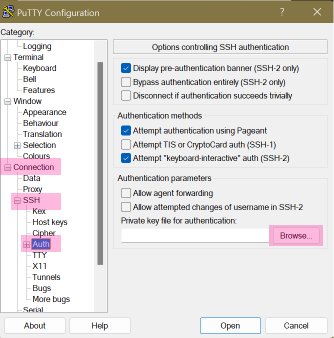 PuTTY Configuration
? ×
Category:
Logging
Terminal
Keyboard
Bell
Features
Window
Appearance
Behaviour
Translation
Selection
Colours
Connection
Data
Proxy
SSH
Kex
Host keys
Cipher
Auth
TTY
X11
Tunnels
Bugs
More bugs
Serial
Options controlling SSH authentication
Display pre-authentication banner (SSH-2 only)
Bypass authentication entirely (SSH-2 only)
Disconnect if authentication succeeds trivially
Authentication methods
Attempt authentication using Pageant
Attempt TIS or CryptoCard auth (SSH-1)
Attempt "keyboard-interactive" auth (SSH-2)
Authentication parameters
Allow agent forwarding
Allow attempted changes of username in SSH-2
Private key file for authentication:
Browse...
About
Help
Open
Cancel